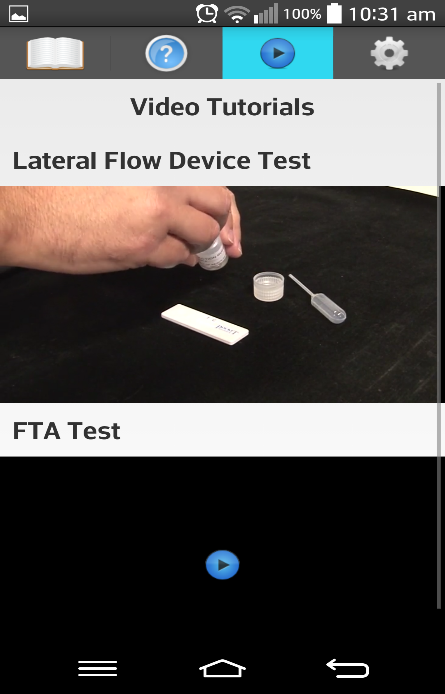 100% 10:31 am
?
Video Tutorials
Lateral Flow Device Test
FTA Test